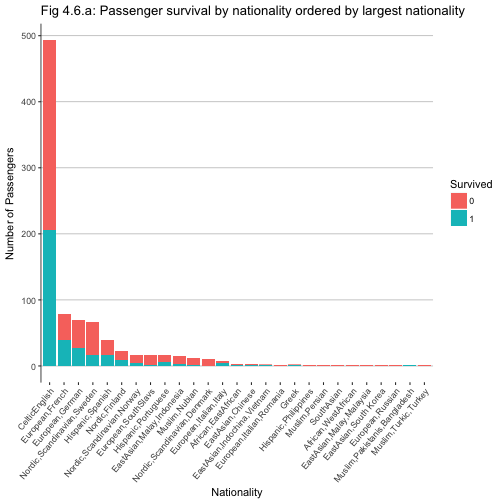 Fig 4.6.a: Passenger survival by nationality ordered by largest nationality
Number of Passengers
500
400
300
200
100
0
Survived
0
1
CelticEnglish
European,French
European,German
Nordic,Scandinavian,Sweden
Hispanic,Spanish
Nordic,Finland
Nordic,Scandinavian,Norway
European,SouthSlavs
Hispanic,Portuguese
EastAsian,Malay,Indonesia
Muslim,Nubian
Nordic,Scandinavian,Denmark
European,Italian,Italy
African,EastAfrican
EastAsian,Chinese
EastAsian,Indochina,Vietnam
European,Italian,Romania
Greek
Hispanic,Philippines
Muslim,Persian
SouthAsian
African,WestAfrican
EastAsian,Malay,Malaysia
EastAsian,South,Korea
European,Russian
Muslim,Pakistanis,Bangladesh
Muslim,Turkic,Turkey
Nationality